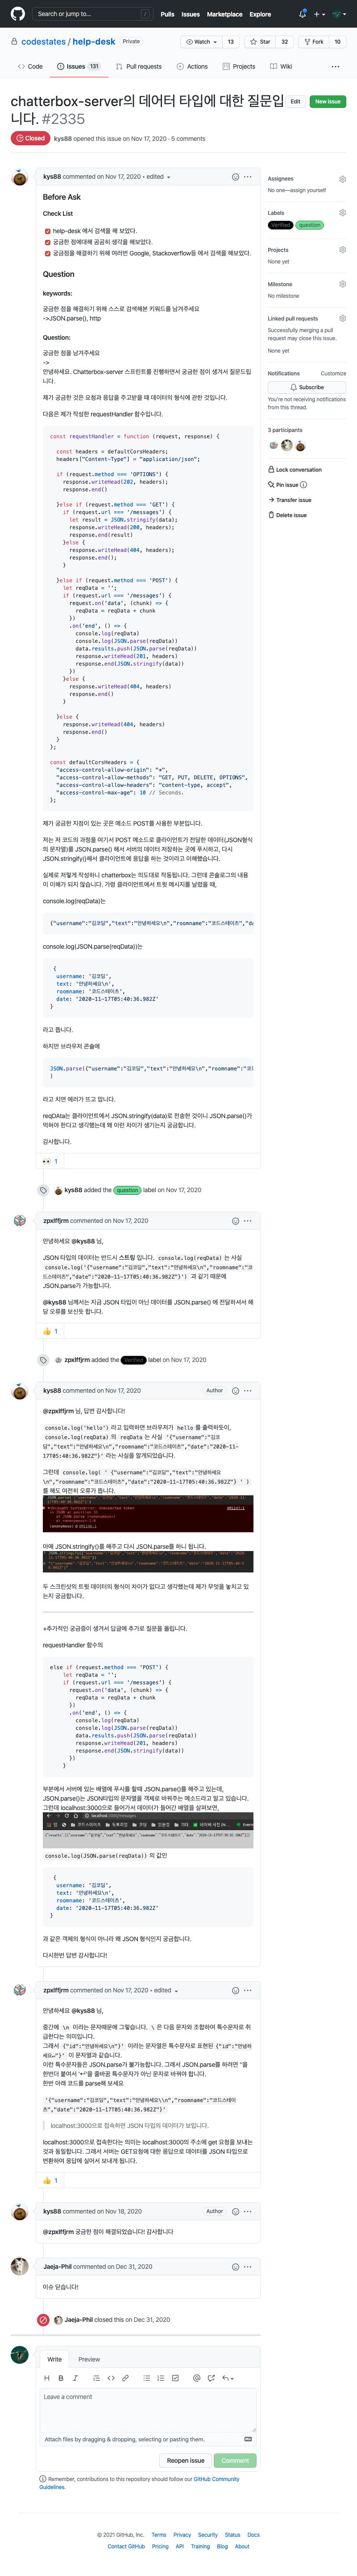 Search or jump to...
/
Pulls Issues Marketplace Explore
codestates / help-desk Private
Watch 13 Star 32 Fork 10
Code Issues 131 Pull requests Actions Projects Wiki
chatterbox-server의 데어터 타입에 대한 질문입니다. #2335
Edit New issue
Closed kys88 opened this issue on Nov 17, 2020 · 5 comments
kys88 commented on Nov 17, 2020 • edited
Before Ask
Check List
help-desk 에서 검색을 해 보았다.
궁금한 점에대해 곰곰히 생각을 해보았다.
궁금점을 해결하기 위해 여러번 Google, Stackoverflow등 에서 검색을 해보았다.
Question
keywords:
궁금한 점을 해결하기 위해 스스로 검색해본 키워드를 남겨주세요
->JSON.parse(), http
Question:
궁금한 점을 남겨주세요
->
안녕하세요. Chatterbox-server 스프린트를 진행하면서 궁금한 점이 생겨서 질문드립니다.
제가 궁금한 것은 요청과 응답을 주고받을 때 데이터의 형식에 관한 것입니다.
다음은 제가 작성한 requestHandler 함수입니다.
const requestHandler = function (request, response) {
const headers = defaultCorsHeaders;
headers["Content-Type"] = "application/json";
if (request.method === 'OPTIONS') {
response.writeHead(202, headers);
response.end()
}else if (request.method === 'GET') {
if (request.url === '/messages') {
let result = JSON.stringify(data);
response.writeHead(200, headers);
response.end(result)
}else {
response.writeHead(404, headers);
response.end();
}
}else if (request.method === 'POST') {
let reqData = '';
if (request.url === '/messages') {
request.on('data', (chunk) => {
reqData = reqData + chunk
})
.on('end', () => {
console.log(reqData)
console.log(JSON.parse(reqData))
data.results.push(JSON.parse(reqData))
response.writeHead(201, headers)
response.end(JSON.stringify(data))
})
}else {
response.writeHead(404, headers)
response.end()
}
}else {
response.writeHead(404, headers)
response.end()
}
};
const defaultCorsHeaders = {
"access-control-allow-origin": "*",
"access-control-allow-methods": "GET, PUT, DELETE, OPTIONS",
"access-control-allow-headers": "content-type, accept",
"access-control-max-age": 10 // Seconds.
};
제가 궁금한 지점이 있는 곳은 메소드 POST를 사용한 부분입니다.
저는 저 코드의 과정을 여기서 POST 메소드로 클라이언트가 전달한 데이터(JSON형식의 문자열)를 JSON.parse() 해서 서버의 데이터 저장하는 곳에 푸시하고, 다시 JSON.stringify()해서 클라이언트에 응답을 하는 것이라고 이해했습니다.
실제로 저렇게 작성하니 chatterbox는 의도대로 작동됩니다. 그런데 콘솔로그의 내용이 이해가 되지 않습니다. 가령 클라이언트에서 트윗 메시지를 날렸을 때,
console.log(reqData)는
{"username":"김코딩","text":"안녕하세요\n","roomname":"코드스테이츠","da
console.log(JSON.parse(reqData))는
{
username: '김코딩',
text: '안녕하세요\n',
roomname: '코드스테이츠',
date: '2020-11-17T05:40:36.982Z'
}
라고 뜹니다.
하지만 브라우저 콘솔에
JSON.parse({"username":"김코딩","text":"안녕하세요\n","roomname":"코드
)
라고 치면 에러가 뜨고 맙니다.
reqDAta는 클라이언트에서 JSON.stringify(data)로 전송한 것이니 JSON.parse()가 먹혀야 한다고 생각했는데 왜 이런 차이가 생기는지 궁금합니다.
감사합니다.
1
kys88 added the question label on Nov 17, 2020
zpxlffjrm commented on Nov 17, 2020
안녕하세요 @kys88 님,
JSON 타입의 데이터는 반드시 스트링 입니다. console.log(reqData) 는 사실
console.log('{"username":"김코딩","text":"안녕하세요\n","roomname":"코드스테이츠","date":"2020-11-17T05:40:36.982Z"}') 과 같기 때문에 JSON.parse가 가능합니다.
@kys88 님께서는 지금 JSON 타입이 아닌 데이터를 JSON.parse() 에 전달하셔서 해당 오류를 보신듯 합니다.
1
zpxlffjrm added the Verified label on Nov 17, 2020
kys88 commented on Nov 17, 2020 Author
@zpxlffjrm 님, 답변 감사합니다!
console.log('hello') 라고 입력하면 브라우저가 hello 를 출력하듯이, console.log(reqData) 의 reqData 는 사실 '{"username":"김코딩","text":"안녕하세요\n","roomname":"코드스테이츠","date":"2020-11-17T05:40:36.982Z"}' 라는 사실을 알게되었습니다.
그런데 console.log( ' {"username":"김코딩","text":"안녕하세요\n","roomname":"코드스테이츠","date":"2020-11-17T05:40:36.982Z"} ' ) 를 해도 여전히 오류가 뜹니다.
아예 JSON.stringify()를 해주고 다시 JSON.parse를 하니 됩니다.
두 스크린샷의 트윗 데이터의 형식이 차이가 없다고 생각했는데 제가 무엇을 놓치고 있는지 궁금합니다.
+추가적인 궁금증이 생겨서 답글에 추가로 질문을 올립니다.
requestHandler 함수의
else if (request.method === 'POST') {
let reqData = '';
if (request.url === '/messages') {
request.on('data', (chunk) => {
reqData = reqData + chunk
})
.on('end', () => {
console.log(reqData)
console.log(JSON.parse(reqData))
data.results.push(JSON.parse(reqData))
response.writeHead(201, headers)
response.end(JSON.stringify(data))
})
}
부분에서 서버에 있는 배열에 푸시를 할때 JSON.parse()를 해주고 있는데, JSON.parse()는 JSON타입의 문자열을 객체로 바꿔주는 메소드라고 알고 있습니다. 그런데 localhost:3000으로 들어가서 데이터가 들어간 배열을 살펴보면,
console.log(JSON.parse(reqData)) 의 값인
{
username: '김코딩',
text: '안녕하세요\n',
roomname: '코드스테이츠',
date: '2020-11-17T05:40:36.982Z'
}
과 같은 객체의 형식이 아니라 왜 JSON 형식인지 궁금합니다.
다시한번 답변 감사합니다!
zpxlffjrm commented on Nov 17, 2020 • edited
안녕하세요 @kys88 님,
중간에 \n 이라는 문자때문에 그렇습니다. \ 은 다음 문자와 조합하여 특수문자로 취급한다는 의미입니다.
그래서 {"id":"안녕하세요\n"}' 이라는 문자열은 특수문자로 표현된 {"id":"안녕하세요↵"}' 이 문자열과 같습니다.
이런 특수문자들은 JSON.parse가 불가능합니다. 그래서 JSON.parse를 하려면 '\'을 한번더 붙여서 '↵'을 줄바꿈 특수문자가 아닌 문자로 바꿔야 합니다.
한번 아래 코드를 parse해 보세요
'{"username":"김코딩","text":"안녕하세요\\n","roomname":"코드스테이츠","date":"2020-11-17T05:40:36.982Z"}'
localhost:3000으로 접속하면 JSON 타입의 데이터가 보입니다.
localhost:3000으로 접속한다는 의미는 localhost:3000의 주소에 get 요청을 보내는 것과 동일합니다. 그래서 서버는 GET요청에 대한 응답으로 데이터를 JSON 타입으로 변환하여 응답에 실어서 보내게 됩니다.
1
kys88 commented on Nov 18, 2020 Author
@zpxlffjrm 궁금한 점이 해결되었습니다! 감사합니다
Jaeja-Phil commented on Dec 31, 2020
이슈 닫습니다!
Jaeja-Phil closed this on Dec 31, 2020
Write Preview
Leave a comment
Attach files by dragging & dropping, selecting or pasting them.
Reopen issue Comment
Remember, contributions to this repository should follow our GitHub Community Guidelines.
Assignees
No one—assign yourself
Labels
Verified question
Projects
None yet
Milestone
No milestone
Linked pull requests
Successfully merging a pull request may close this issue.
None yet
Notifications Customize
Subscribe
You're not receiving notifications from this thread.
3 participants
Lock conversation
Pin issue
Transfer issue
Delete issue
© 2021 GitHub, Inc. Terms Privacy Security Status Docs
Contact GitHub Pricing API Training Blog About